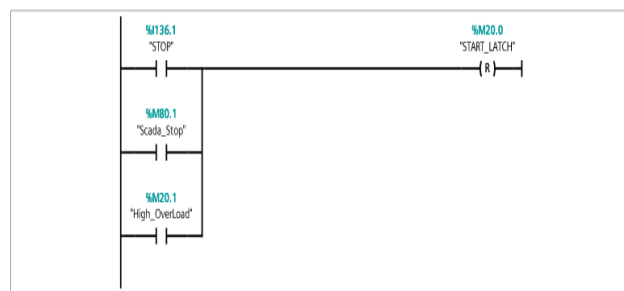 %I136.1
"STOP"
%M20.0
"START_LATCH"
R
%M80.1
"Scada_Stop"
%M20.1
"High_OverLoad"